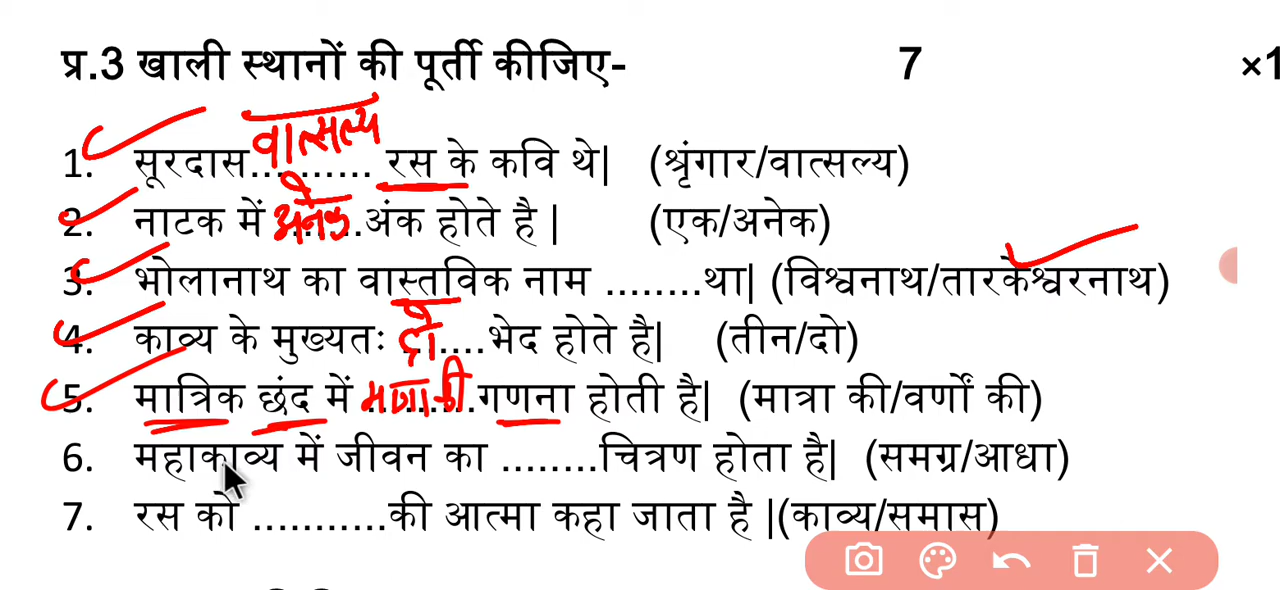 प्र.3 खाली स्थानों की पूर्ती कीजिए- 7 ×1
1. सूरदास वात्सल्य .......... रस के कवि थे| (श्रृंगार/वात्सल्य)
2. नाटक में अनेक ........अंक होते है | (एक/अनेक)
3. भोलानाथ का वास्तविक नाम ........था| (विश्वनाथ/तारकेश्वरनाथ)
4. काव्य के मुख्यतः दो .......भेद होते है| (तीन/दो)
5. मात्रिक छंद में मात्रा की ..........गणना होती है| (मात्रा की/वर्णों की)
6. महाकाव्य में जीवन का ........चित्रण होता है| (समग्र/आधा)
7. रस को ...........की आत्मा कहा जाता है |(काव्य/समास)